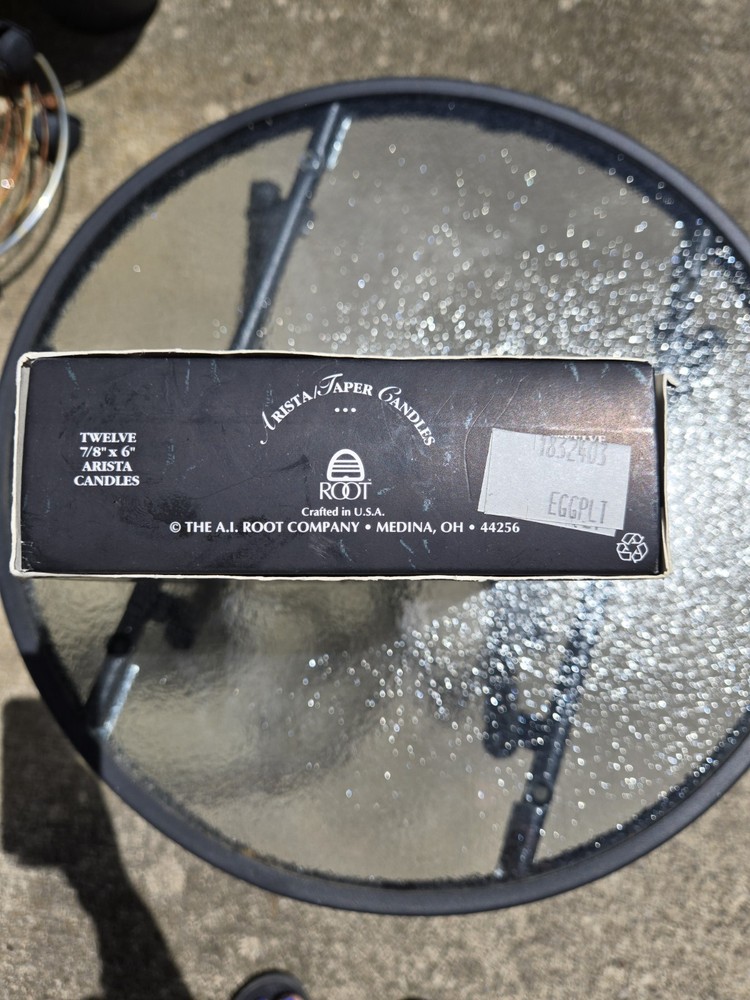 ARISTA/TAPER CANDLES
TWELVE
7/8" x 6"
ARISTA
CANDLES
ROOT
Crafted in U.S.A.
© THE A.I. ROOT COMPANY • MEDINA, OH • 44256
1832403
EGGPLT